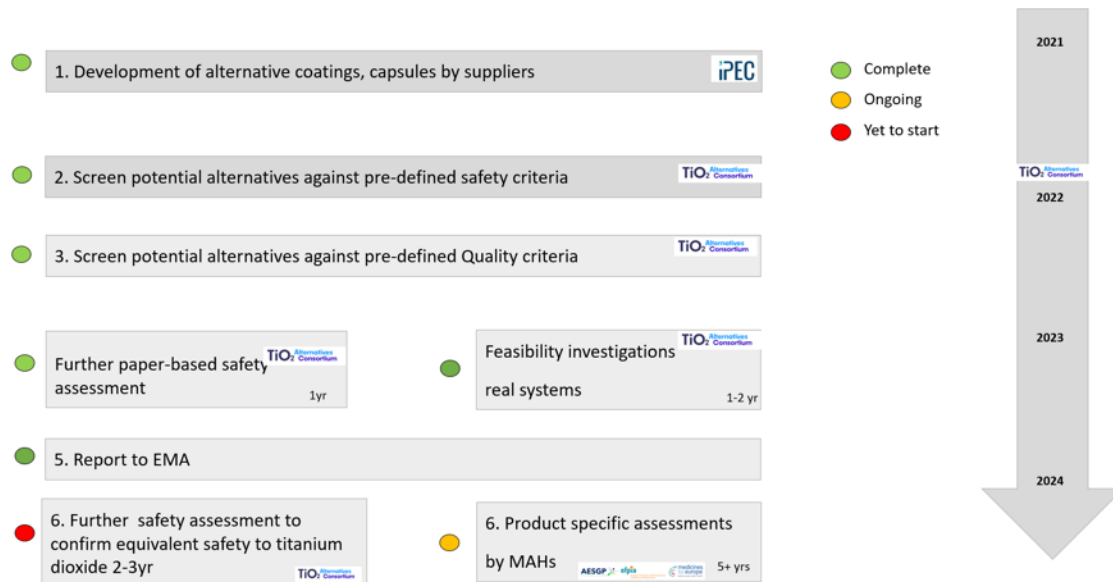 2021
1. Development of alternative coatings, capsules by suppliers
iPEC
Complete
Ongoing
Yet to start
2. Screen potential alternatives against pre-defined safety criteria
TiO2 Alternatives Consortium
TiO2 Alternatives Consortium
2022
3. Screen potential alternatives against pre-defined Quality criteria
TiO2 Alternatives Consortium
2023
Further paper-based safety
assessment
TiO2 Alternatives Consortium
1yr
Feasibility investigations
real systems
TiO2 Alternatives Consortium
1-2 yr
5. Report to EMA
2024
6. Further  safety assessment to
confirm equivalent safety to titanium
dioxide 2-3yr
TiO2 Alternatives Consortium
6. Product specific assessments
by MAHs
AESGP
efpia
medicines
for europe
5+ yrs